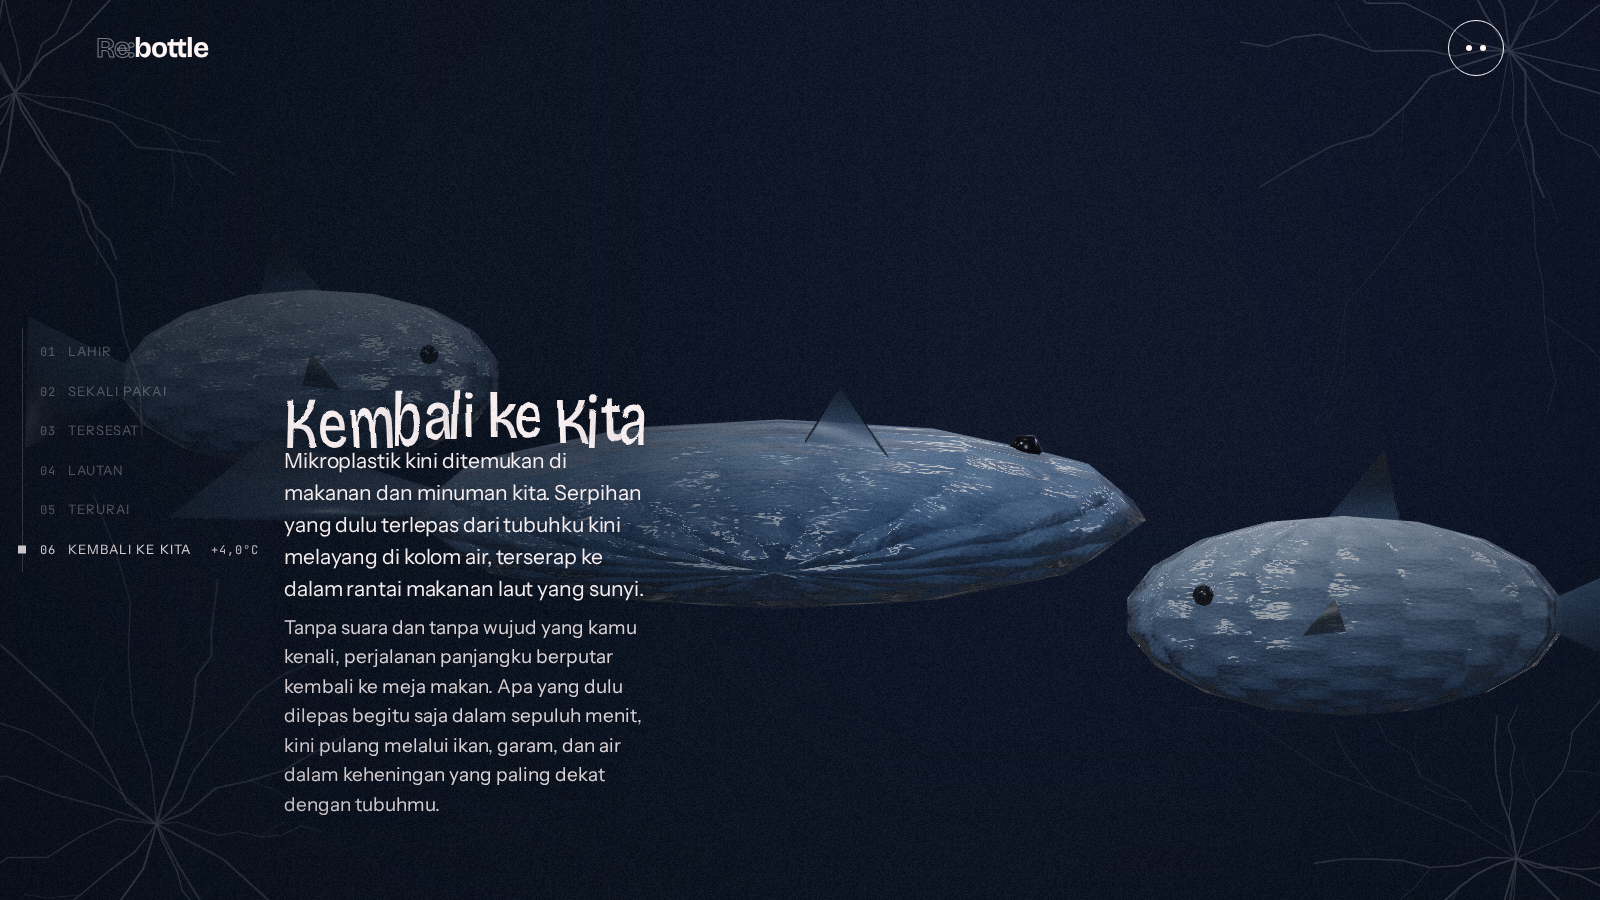 Re:bottle
01 LAHIR
02 SEKALI PAKAI
03 TERSESAT
04 LAUTAN
05 TERURAI
06 KEMBALI KE KITA +4,0°C
Kembali ke Kita
Mikroplastik kini ditemukan di
makanan dan minuman kita. Serpihan
yang dulu terlepas dari tubuhku kini
melayang di kolom air, terserap ke
dalam rantai makanan laut yang sunyi.
Tanpa suara dan tanpa wujud yang kamu
kenali, perjalanan panjangku berputar
kembali ke meja makan. Apa yang dulu
dilepas begitu saja dalam sepuluh menit,
kini pulang melalui ikan, garam, dan air
dalam keheningan yang paling dekat
dengan tubuhmu.